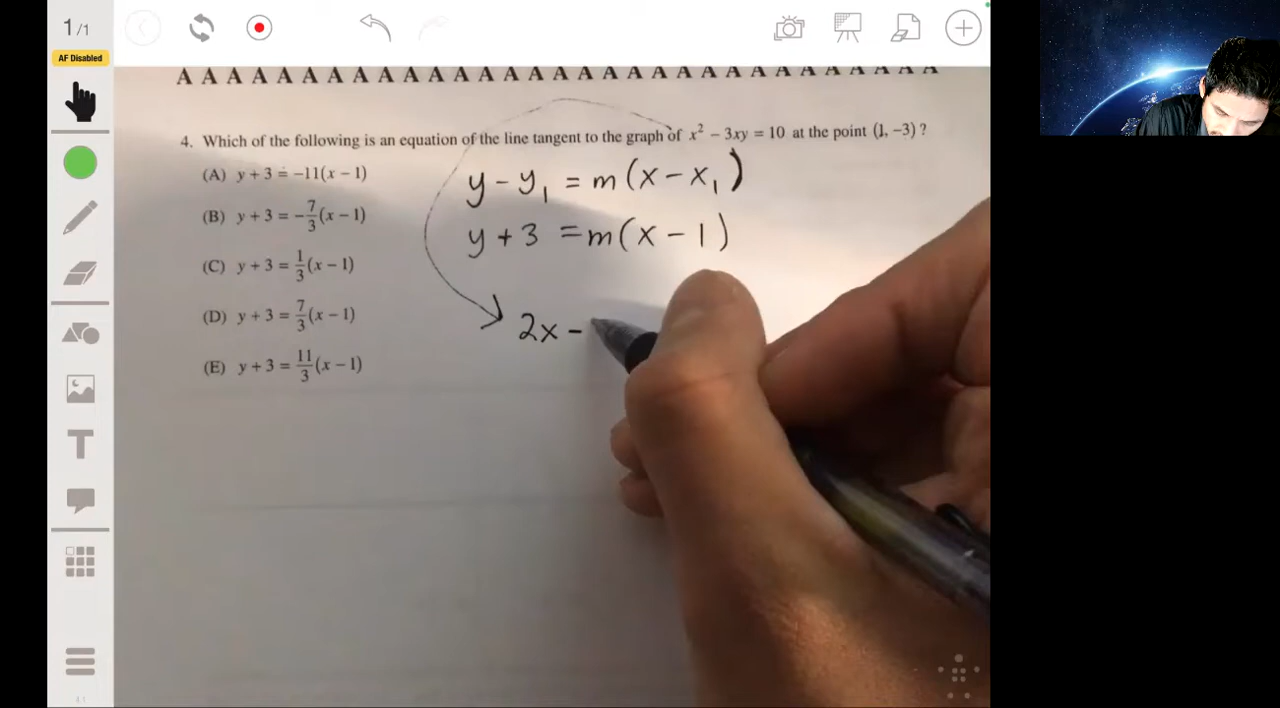 1/1
AF Disabled
A A A A A A A A A A A A A A A A A A A A A A A A A A A A A A
4. Which of the following is an equation of the line tangent to the graph of x² − 3xy = 10 at the point (1, −3) ?
(A) y + 3 = −11(x − 1)
(B) y + 3 = −7/3(x − 1)
(C) y + 3 = 1/3(x − 1)
(D) y + 3 = 7/3(x − 1)
(E) y + 3 = 11/3(x − 1)
y − y₁ = m(x − x₁)
y + 3 = m(x − 1)
2x −
T